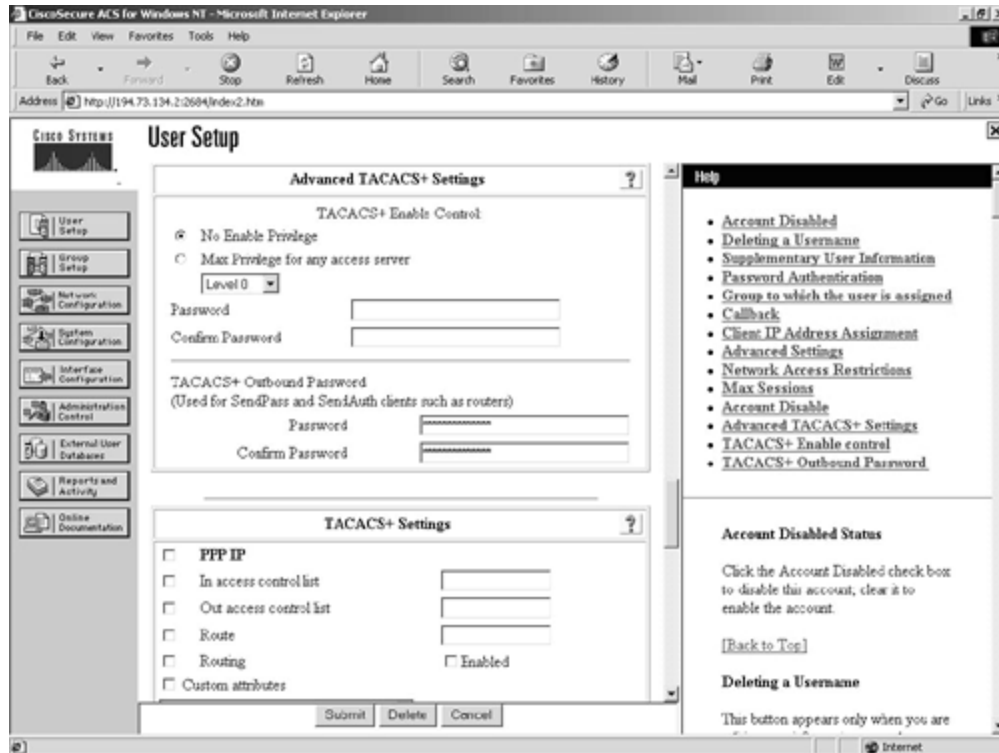 CiscoSecure ACS for Windows NT - Microsoft Internet Explorer
File Edit View Favorites Tools Help
Back Forward Stop Refresh Home Search Favorites History Mail Print Edit Discuss
Address http://194.73.134.2:2684/index2.htm Go Links
CISCO SYSTEMS
User Setup
User Setup
Group Setup
Network Configuration
System Configuration
Interface Configuration
Administration Control
External User Databases
Reports and Activity
Online Documentation
Advanced TACACS+ Settings ?
TACACS+ Enable Control:
No Enable Privilege
Max Privilege for any access server
Level 0
Password
Confirm Password
TACACS+ Outbound Password
(Used for SendPass and SendAuth clients such as routers)
Password **************
Confirm Password **************
TACACS+ Settings ?
PPP IP
In access control list
Out access control list
Route
Routing Enabled
Custom attributes
Submit Delete Cancel
Help
• Account Disabled
• Deleting a Username
• Supplementary User Information
• Password Authentication
• Group to which the user is assigned
• Callback
• Client IP Address Assignment
• Advanced Settings
• Network Access Restrictions
• Max Sessions
• Account Disable
• Advanced TACACS+ Settings
• TACACS+ Enable control
• TACACS+ Outbound Password
Account Disabled Status
Click the Account Disabled check box
to disable this account, clear it to
enable the account.
[Back to Top]
Deleting a Username
This button appears only when you are
Internet